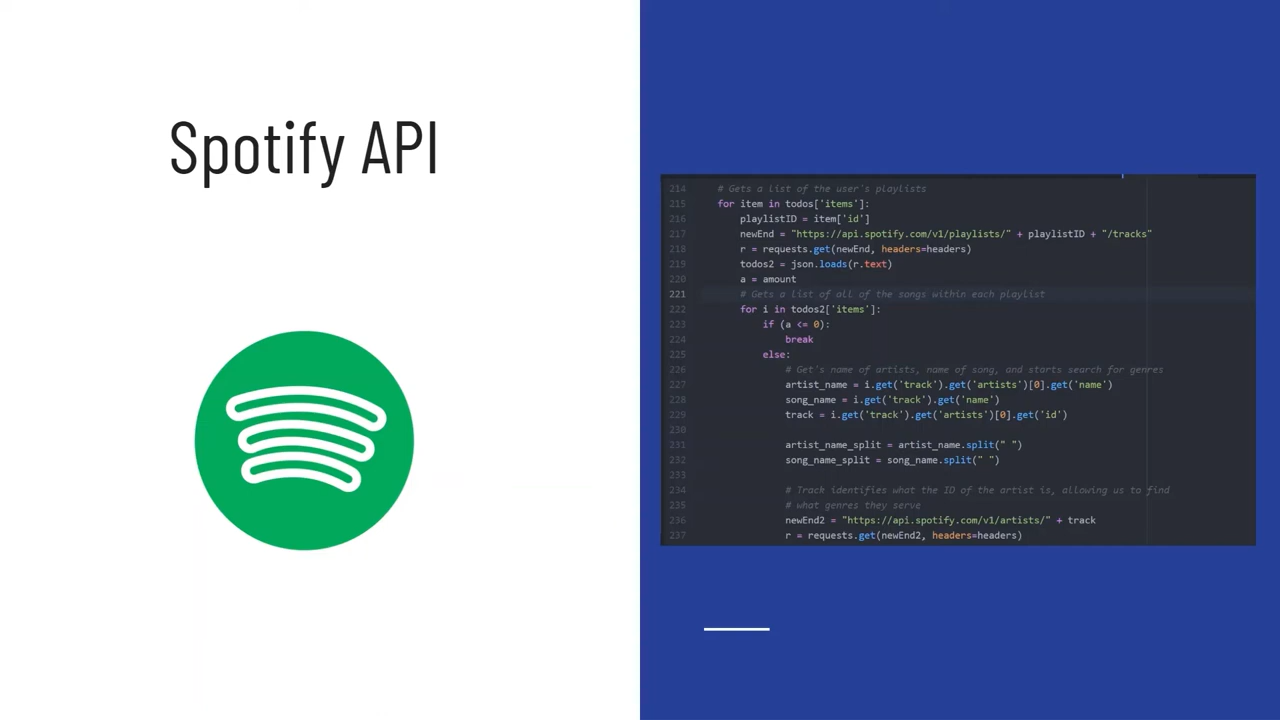 Spotify API
214 # Gets a list of the user's playlists
215 for item in todos['items']:
216 playlistID = item['id']
217 newEnd = "https://api.spotify.com/v1/playlists/" + playlistID + "/tracks"
218 r = requests.get(newEnd, headers=headers)
219 todos2 = json.loads(r.text)
220 a = amount
221 # Gets a list of all of the songs within each playlist
222 for i in todos2['items']:
223 if (a <= 0):
224 break
225 else:
226 # Get's name of artists, name of song, and starts search for genres
227 artist_name = i.get('track').get('artists')[0].get('name')
228 song_name = i.get('track').get('name')
229 track = i.get('track').get('artists')[0].get('id')
230
231 artist_name_split = artist_name.split(" ")
232 song_name_split = song_name.split(" ")
233
234 # Track identifies what the ID of the artist is, allowing us to find
235 # what genres they serve
236 newEnd2 = "https://api.spotify.com/v1/artists/" + track
237 r = requests.get(newEnd2, headers=headers)